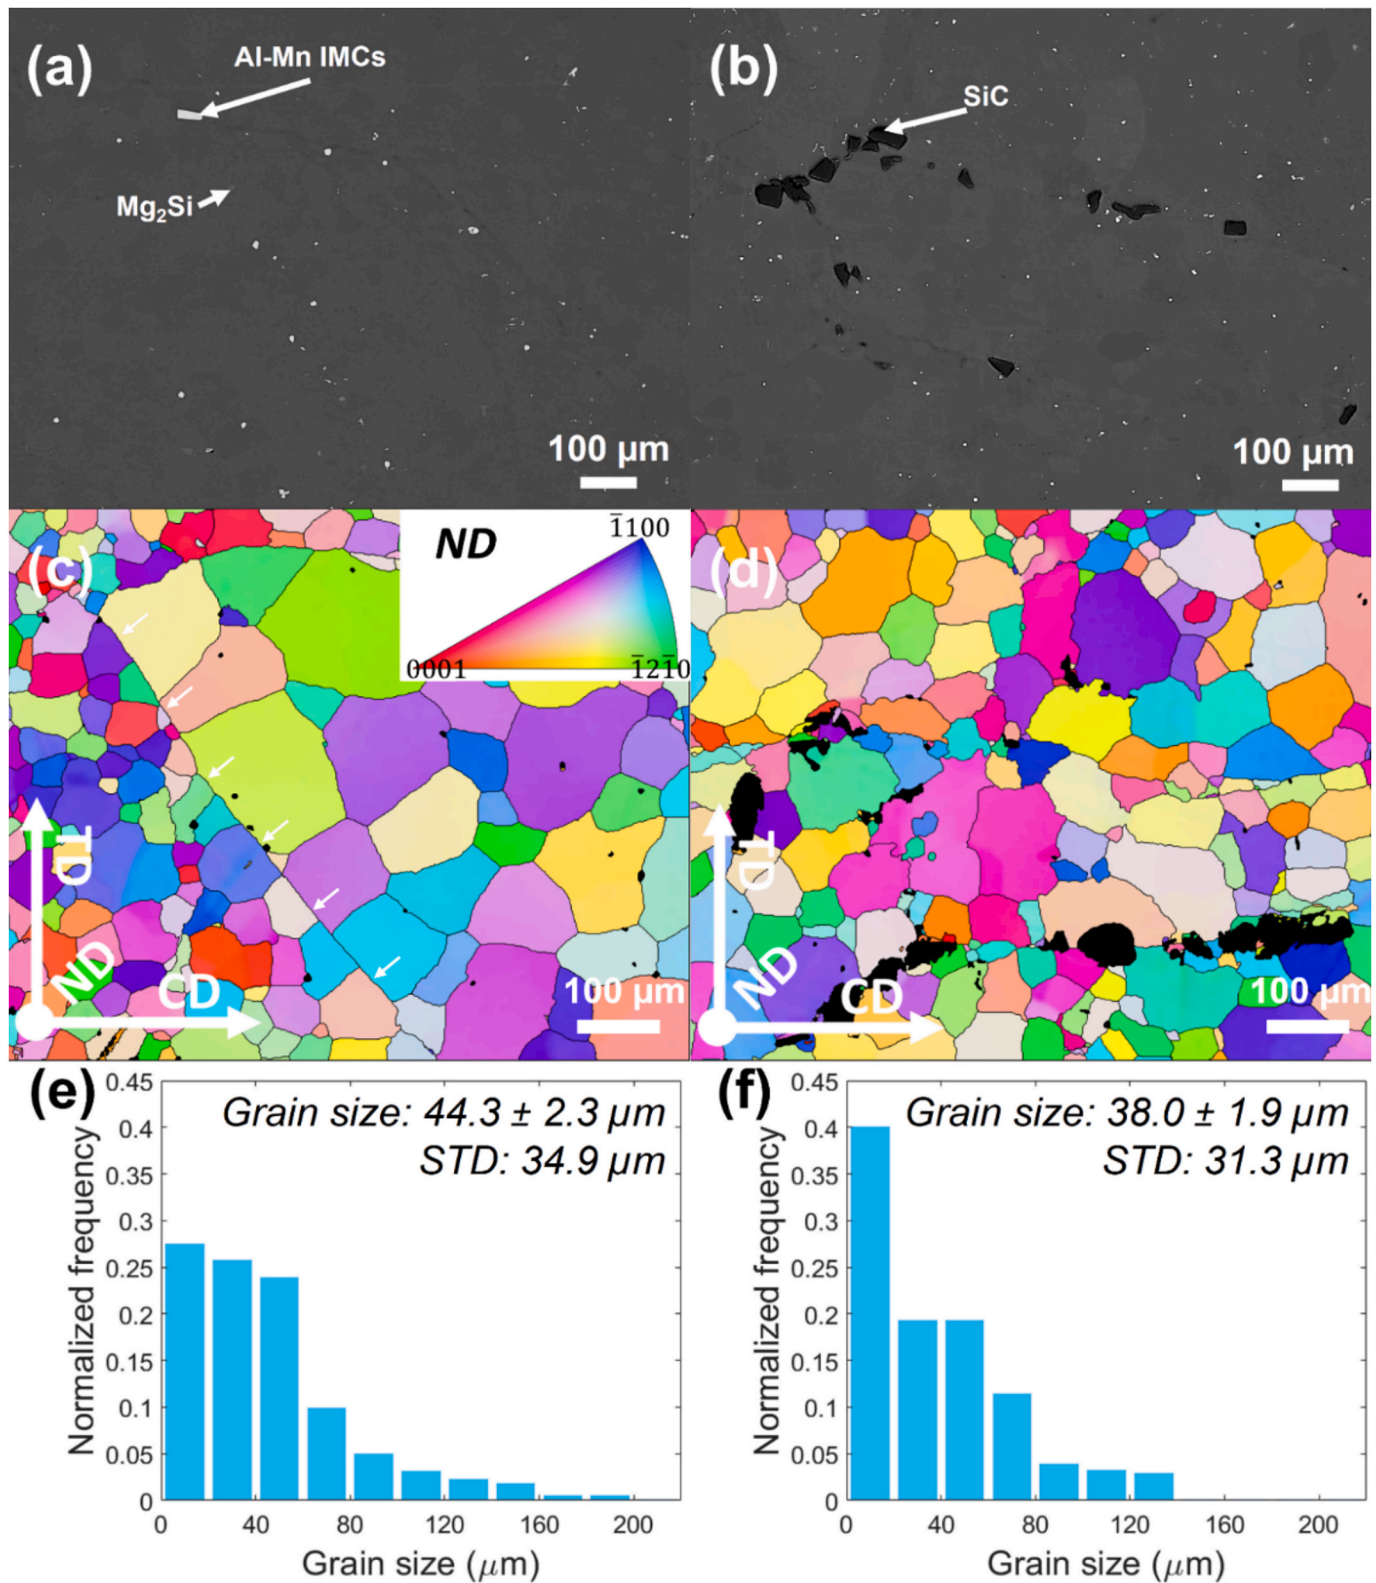 (a)
Al-Mn IMCs
Mg₂Si
100 μm
(b)
SiC
100 μm
(c)
ND
0001
1̅100
1̅21̅0
TD
ND
CD
100 μm
(d)
TD
ND
CD
100 μm
(e)
Grain size: 44.3 ± 2.3 μm
STD: 34.9 μm
Normalized frequency
0.45
0.4
0.35
0.3
0.25
0.2
0.15
0.1
0.05
0
0 40 80 120 160 200
Grain size (μm)
(f)
Grain size: 38.0 ± 1.9 μm
STD: 31.3 μm
Normalized frequency
0.45
0.4
0.35
0.3
0.25
0.2
0.15
0.1
0.05
0
0 40 80 120 160 200
Grain size (μm)